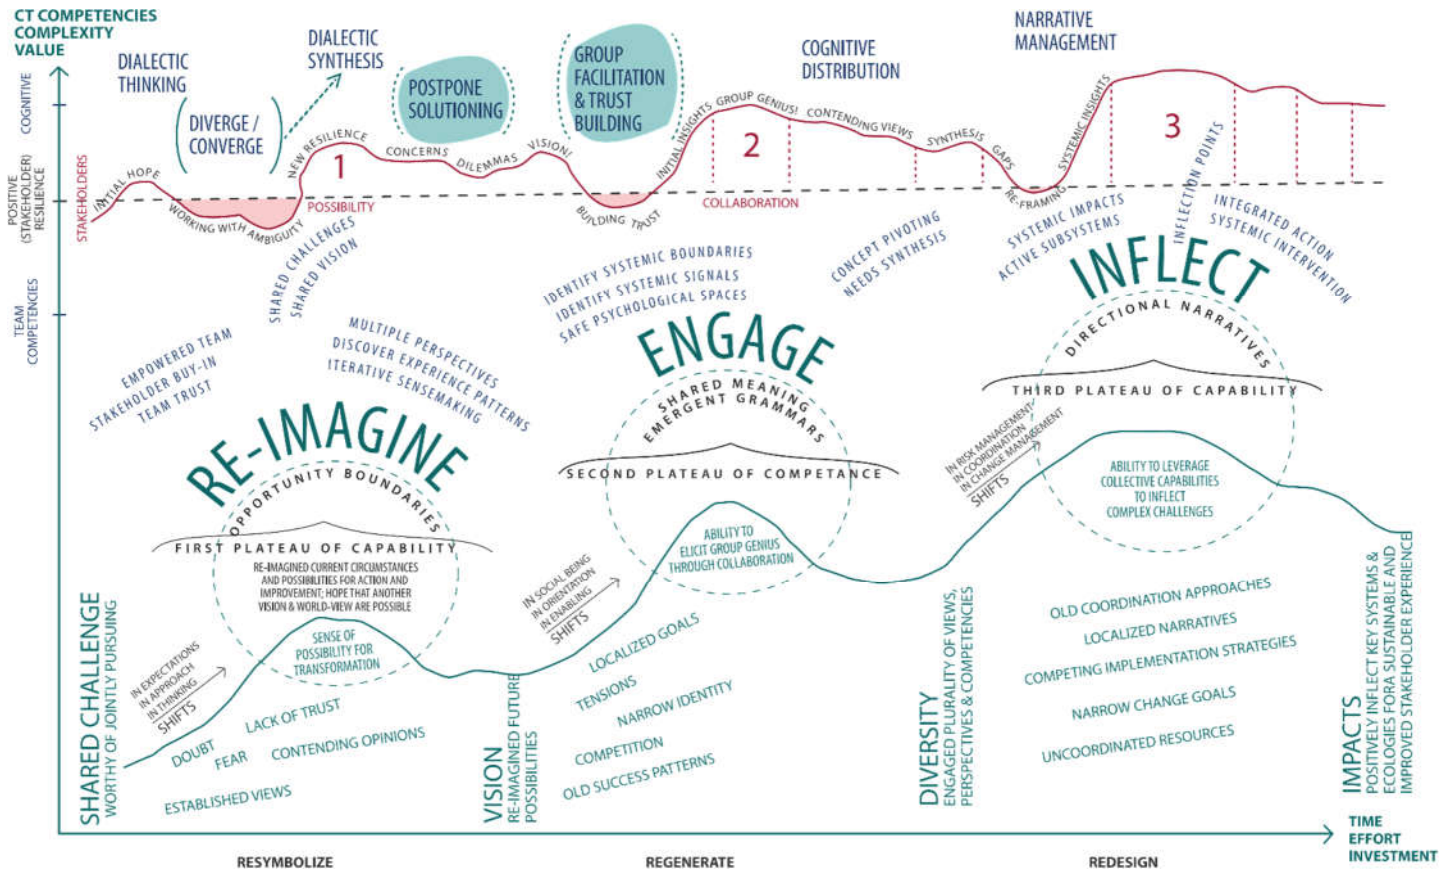 CT COMPETENCIES
COMPLEXITY
VALUE
COGNITIVE
POSITIVE
(STAKEHOLDER)
RESILIENCE
TEAM
COMPETENCIES
STAKEHOLDERS
DIALECTIC
THINKING
DIVERGE /
CONVERGE
DIALECTIC
SYNTHESIS
POSTPONE
SOLUTIONING
GROUP
FACILITATION
& TRUST
BUILDING
COGNITIVE
DISTRIBUTION
NARRATIVE
MANAGEMENT
INITIAL HOPE
WORKING WITH AMBIGUITY
NEW RESILIENCE
1
POSSIBILITY
CONCERNS
DILEMMAS
VISION!
BUILDING TRUST
INITIAL INSIGHTS
GROUP GENIUS!
2
COLLABORATION
CONTENDING VIEWS
SYNTHESIS
GAPS
RE-FRAMING
SYSTEMIC INSIGHTS
3
INFLECTION POINTS
SHARED CHALLENGES
SHARED VISION
EMPOWERED TEAM
STAKEHOLDER BUY-IN
TEAM TRUST
MULTIPLE PERSPECTIVES
DISCOVER EXPERIENCE PATTERNS
ITERATIVE SENSEMAKING
IDENTIFY SYSTEMIC BOUNDARIES
IDENTIFY SYSTEMIC SIGNALS
SAFE PSYCHOLOGICAL SPACES
CONCEPT PIVOTING
NEEDS SYNTHESIS
SYSTEMIC IMPACTS
ACTIVE SUBSYSTEMS
INTEGRATED ACTION
SYSTEMIC INTERVENTION
RE-IMAGINE
OPPORTUNITY BOUNDARIES
FIRST PLATEAU OF CAPABILITY
RE-IMAGINED CURRENT CIRCUMSTANCES
AND POSSIBILITIES FOR ACTION AND
IMPROVEMENT; HOPE THAT ANOTHER
VISION & WORLD-VIEW ARE POSSIBLE
SENSE OF
POSSIBILITY FOR
TRANSFORMATION
ENGAGE
SHARED MEANING
EMERGENT GRAMMARS
SECOND PLATEAU OF COMPETANCE
ABILITY TO
ELICIT GROUP GENIUS
THROUGH COLLABORATION
INFLECT
DIRECTIONAL NARRATIVES
THIRD PLATEAU OF CAPABILITY
ABILITY TO LEVERAGE
COLLECTIVE CAPABILITIES
TO INFLECT
COMPLEX CHALLENGES
IN EXPECTATIONS
IN APPROACH
IN THINKING
SHIFTS
IN SOCIAL BEING
IN ORIENTATION
IN ENABLING
SHIFTS
IN RISK MANAGEMENT
IN COORDINATION
IN CHANGE MANAGEMENT
SHIFTS
SHARED CHALLENGE
WORTHY OF JOINTLY PURSUING
DOUBT
FEAR
LACK OF TRUST
CONTENDING OPINIONS
ESTABLISHED VIEWS
VISION
RE-IMAGINED FUTURE
POSSIBILITIES
LOCALIZED GOALS
TENSIONS
NARROW IDENTITY
COMPETITION
OLD SUCCESS PATTERNS
DIVERSITY
ENGAGED PLURALITY OF VIEWS,
PERSPECTIVES & COMPETENCIES
OLD COORDINATION APPROACHES
LOCALIZED NARRATIVES
COMPETING IMPLEMENTATION STRATEGIES
NARROW CHANGE GOALS
UNCOORDINATED RESOURCES
IMPACTS
POSITIVELY INFLECT KEY SYSTEMS &
ECOLOGIES FORA SUSTAINABLE AND
IMPROVED STAKEHOLDER EXPERIENCE
TIME
EFFORT
INVESTMENT
RESYMBOLIZE
REGENERATE
REDESIGN